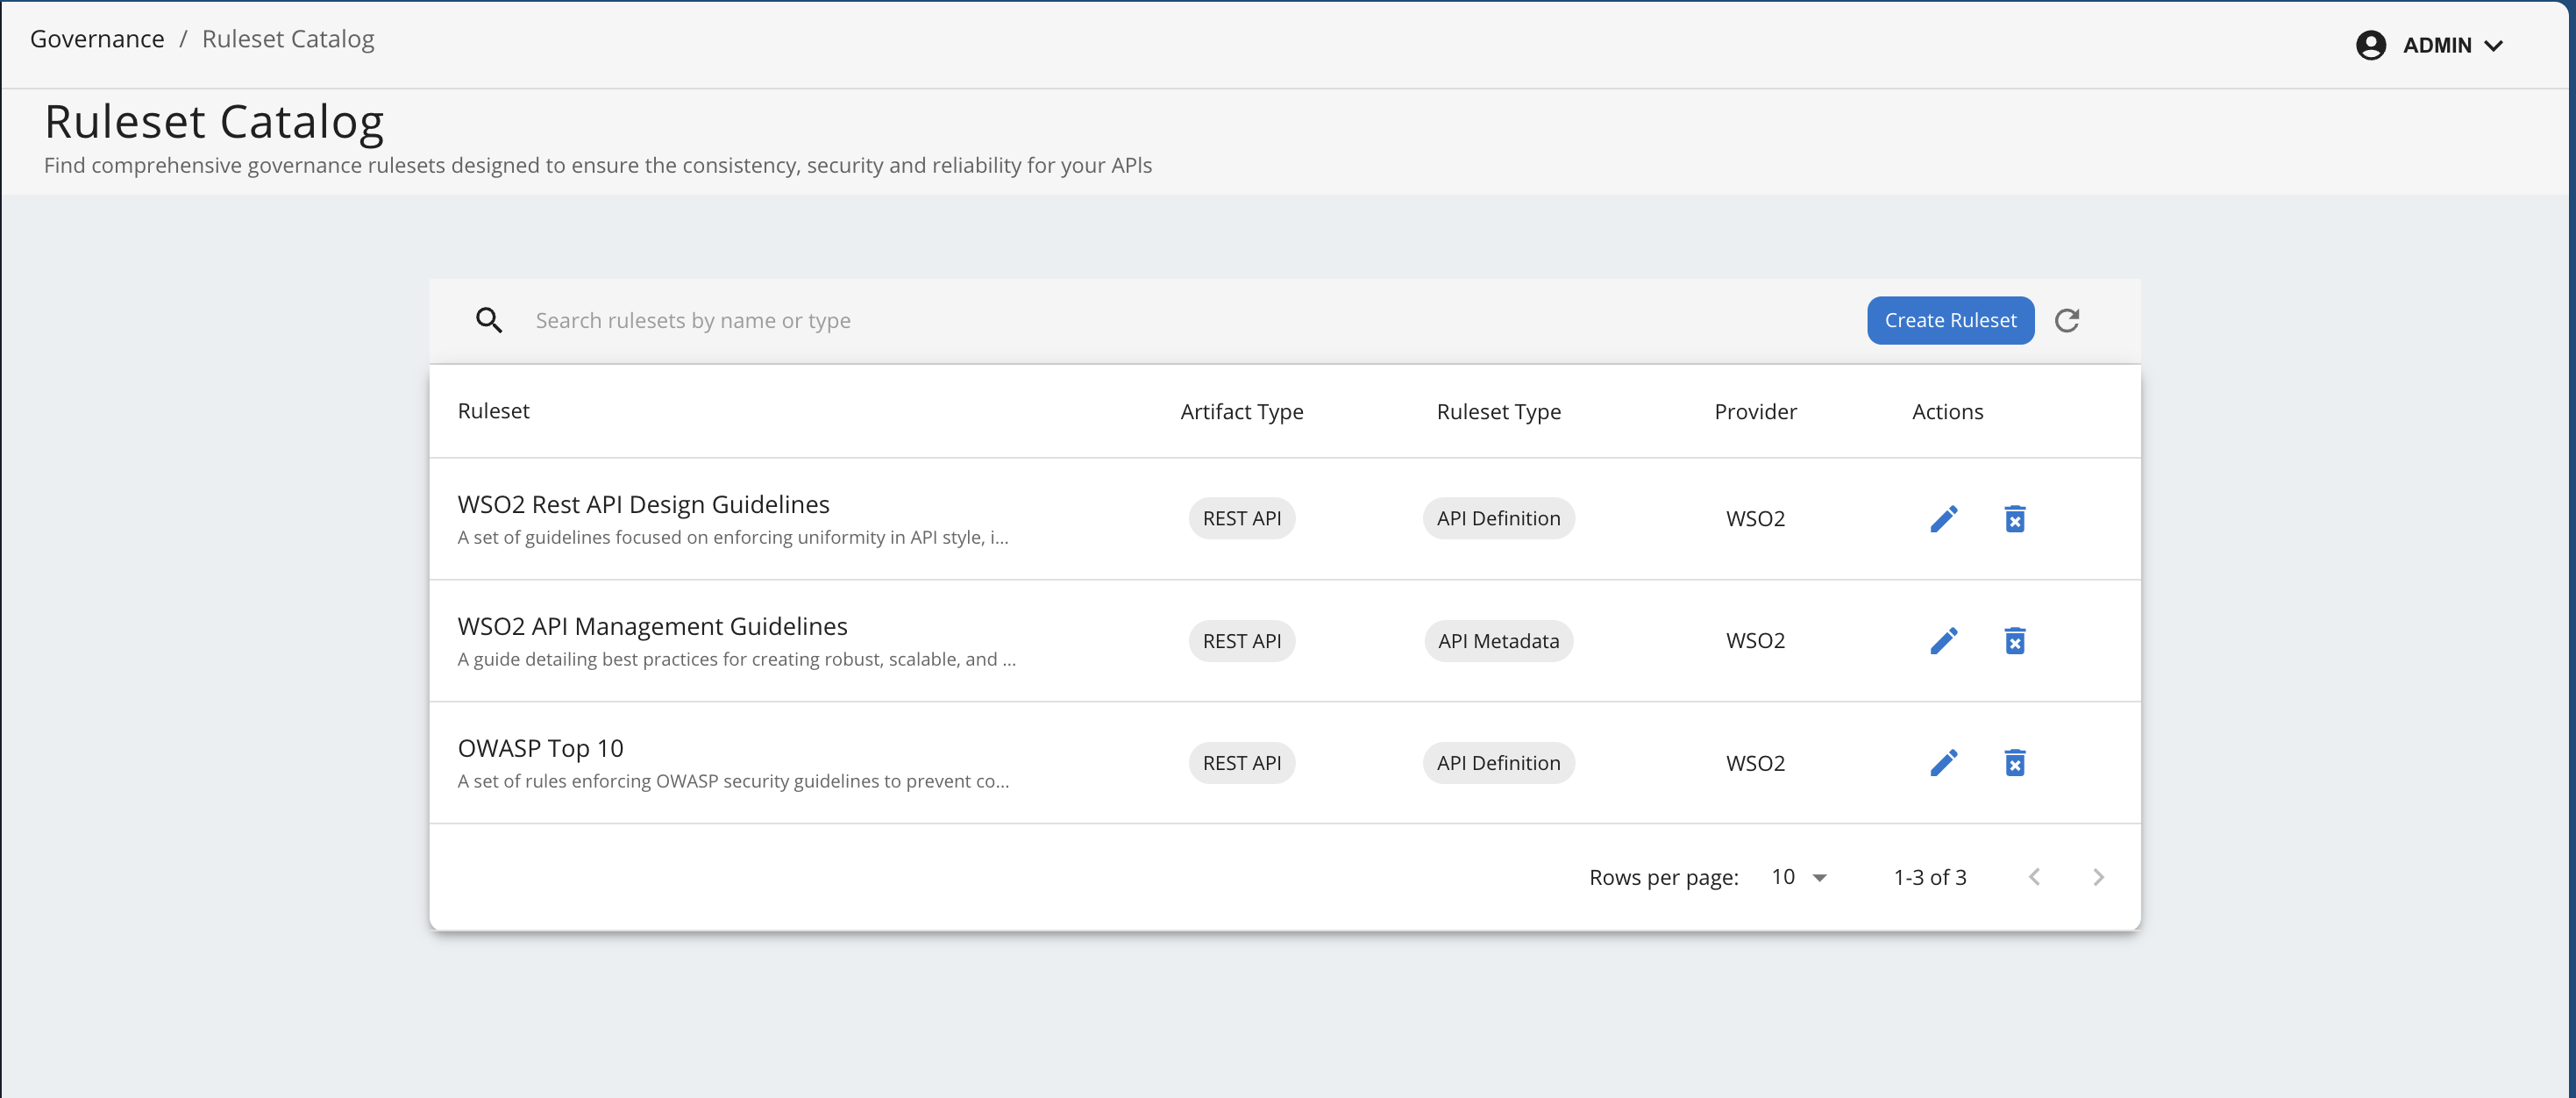 Governance / Ruleset Catalog
ADMIN
Ruleset Catalog
Find comprehensive governance rulesets designed to ensure the consistency, security and reliability for your APIs
Search rulesets by name or type
Create Ruleset
Ruleset Artifact Type Ruleset Type Provider Actions
WSO2 Rest API Design Guidelines
A set of guidelines focused on enforcing uniformity in API style, i...
REST API API Definition WSO2
WSO2 API Management Guidelines
A guide detailing best practices for creating robust, scalable, and ...
REST API API Metadata WSO2
OWASP Top 10
A set of rules enforcing OWASP security guidelines to prevent co...
REST API API Definition WSO2
Rows per page: 10 1-3 of 3